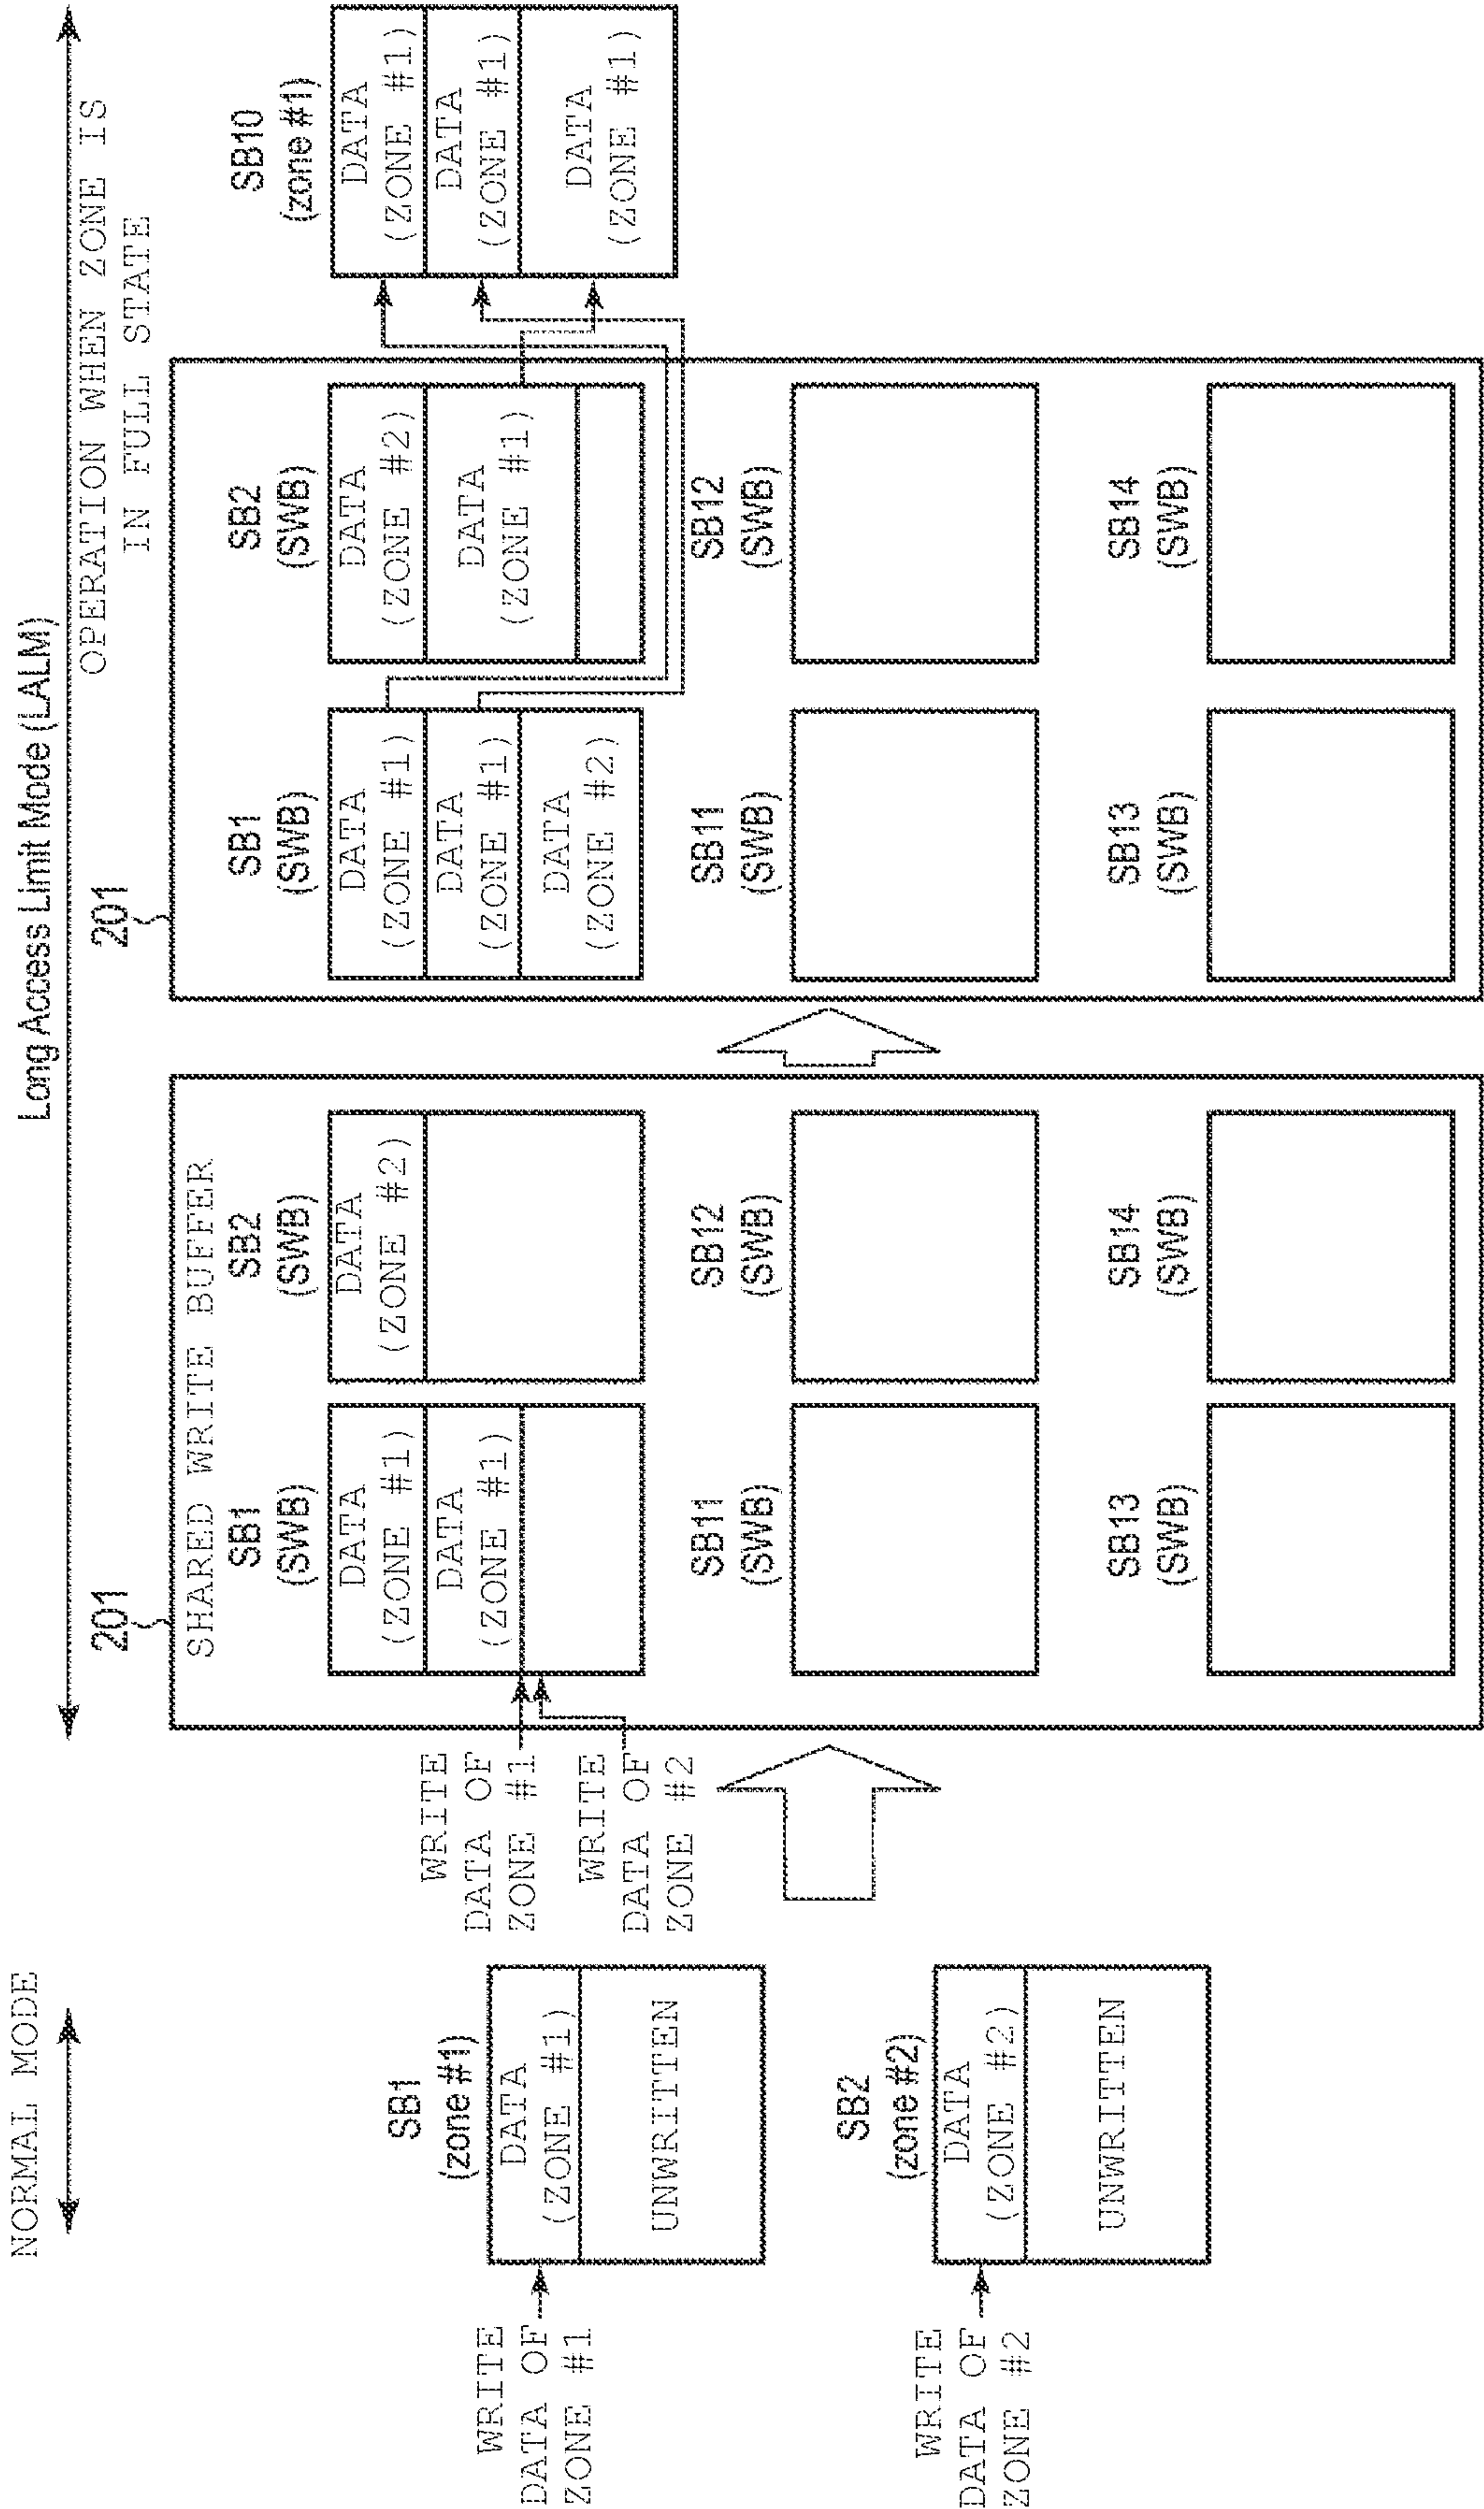 NORMAL MODE
WRITE
DATA OF
ZONE #1
SB1
(zone #1)
DATA
(ZONE #1)
UNWRITTEN
WRITE
DATA OF
ZONE #2
SB2
(zone #2)
DATA
(ZONE #2)
UNWRITTEN
Long Access Limit Mode (LALM)
WRITE
DATA OF
ZONE #1
WRITE
DATA OF
ZONE #2
201
SHARED WRITE BUFFER
SB1
(SWB)
DATA
(ZONE #1)
DATA
(ZONE #1)
SB2
(SWB)
DATA
(ZONE #2)
SB11
(SWB)
SB12
(SWB)
SB13
(SWB)
SB14
(SWB)
OPERATION WHEN ZONE IS
IN FULL STATE
201
SB1
(SWB)
DATA
(ZONE #1)
DATA
(ZONE #1)
DATA
(ZONE #2)
SB2
(SWB)
DATA
(ZONE #2)
DATA
(ZONE #1)
SB11
(SWB)
SB12
(SWB)
SB13
(SWB)
SB14
(SWB)
SB10
(zone #1)
DATA
(ZONE #1)
DATA
(ZONE #1)
DATA
(ZONE #1)